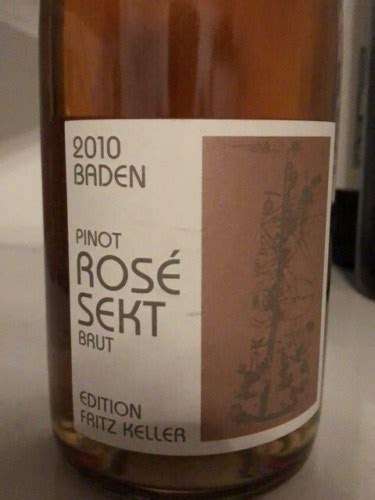 2010
BADEN
PINOT
ROSÉ
SEKT
BRUT
EDITION
FRITZ KELLER